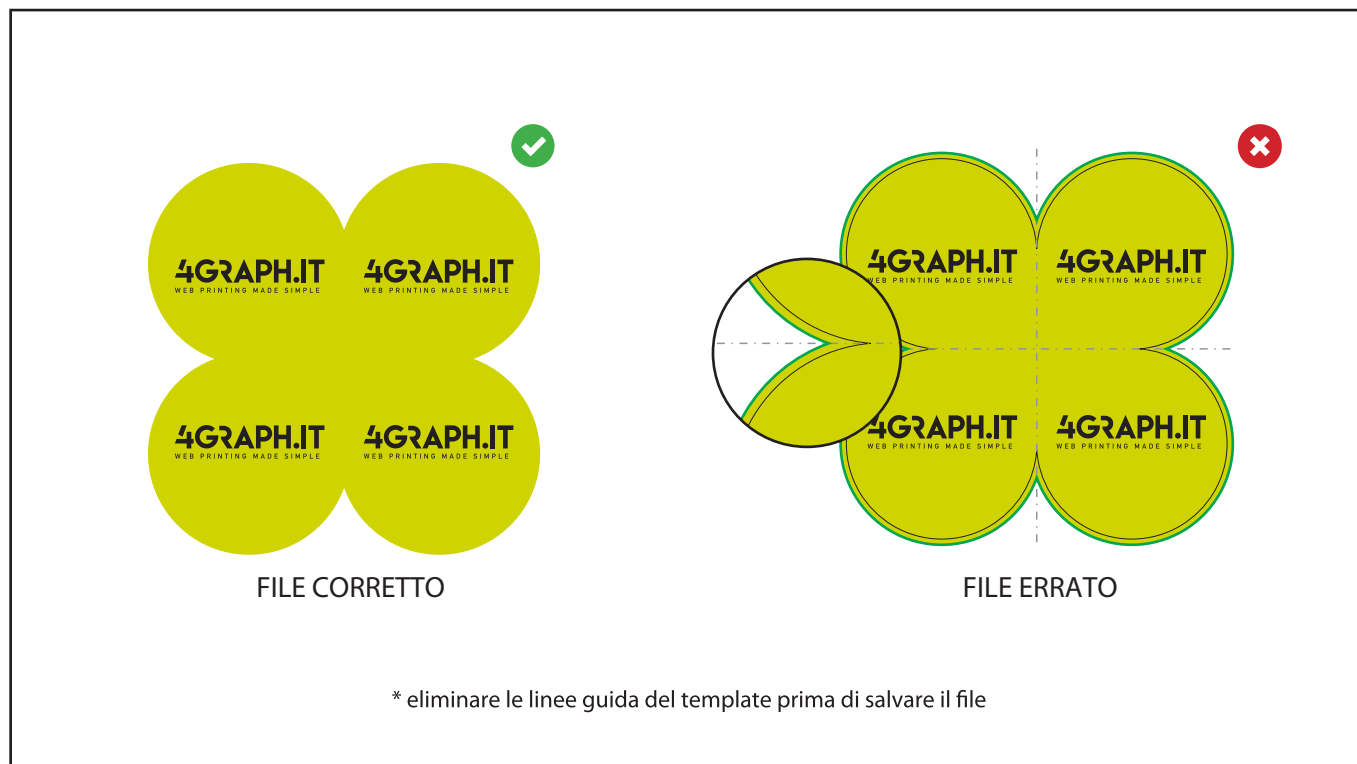 4GRAPH.IT 4GRAPH.IT
WEB PRINTING MADE SIMPLE WEB PRINTING MADE SIMPLE
4GRAPH.IT 4GRAPH.IT
WEB PRINTING MADE SIMPLE WEB PRINTING MADE SIMPLE
FILE CORRETTO
4GRAPH.IT 4GRAPH.IT
WEB PRINTING MADE SIMPLE WEB PRINTING MADE SIMPLE
4GRAPH.IT 4GRAPH.IT
WEB PRINTING MADE SIMPLE WEB PRINTING MADE SIMPLE
FILE ERRATO
* eliminare le linee guida del template prima di salvare il file